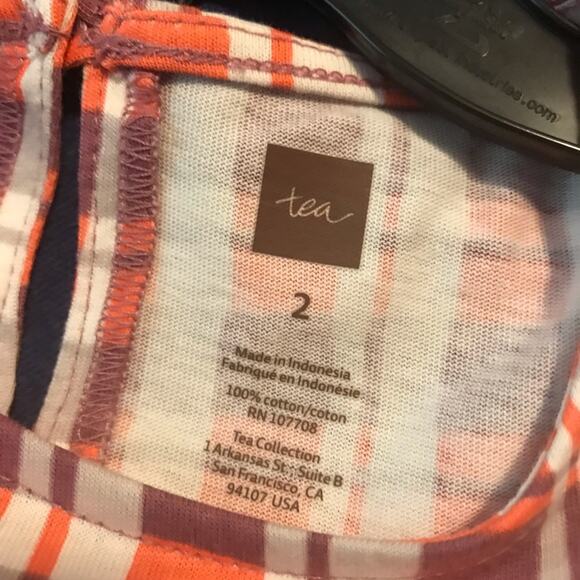 tea
2
Made in Indonesia
Fabriqué en Indonésie
100% cotton/coton
RN 107708
Tea Collection
1 Arkansas St., Suite B
San Francisco, CA
94107 USA